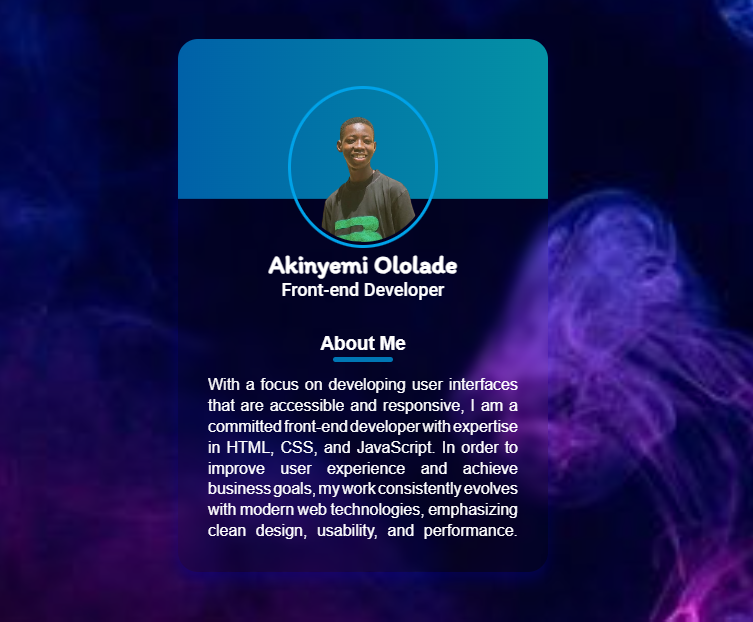 Akinyemi Ololade
Front-end Developer
About Me
With a focus on developing user interfaces
that are accessible and responsive, I am a
committed front-end developer with expertise
in HTML, CSS, and JavaScript. In order to
improve user experience and achieve
business goals, my work consistently evolves
with modern web technologies, emphasizing
clean design, usability, and performance.